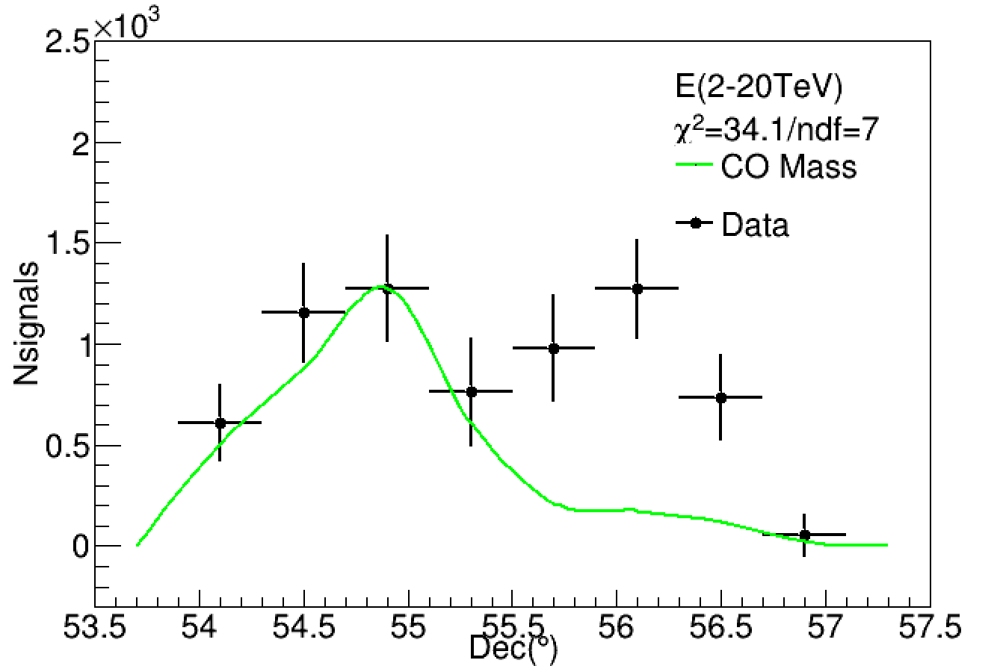 ×10³
2.5
2
1.5
1
0.5
0
Nsignals
E(2-20TeV)
χ²=34.1/ndf=7
CO Mass
Data
53.5 54 54.5 55 55.5 56 56.5 57 57.5
Dec(°)